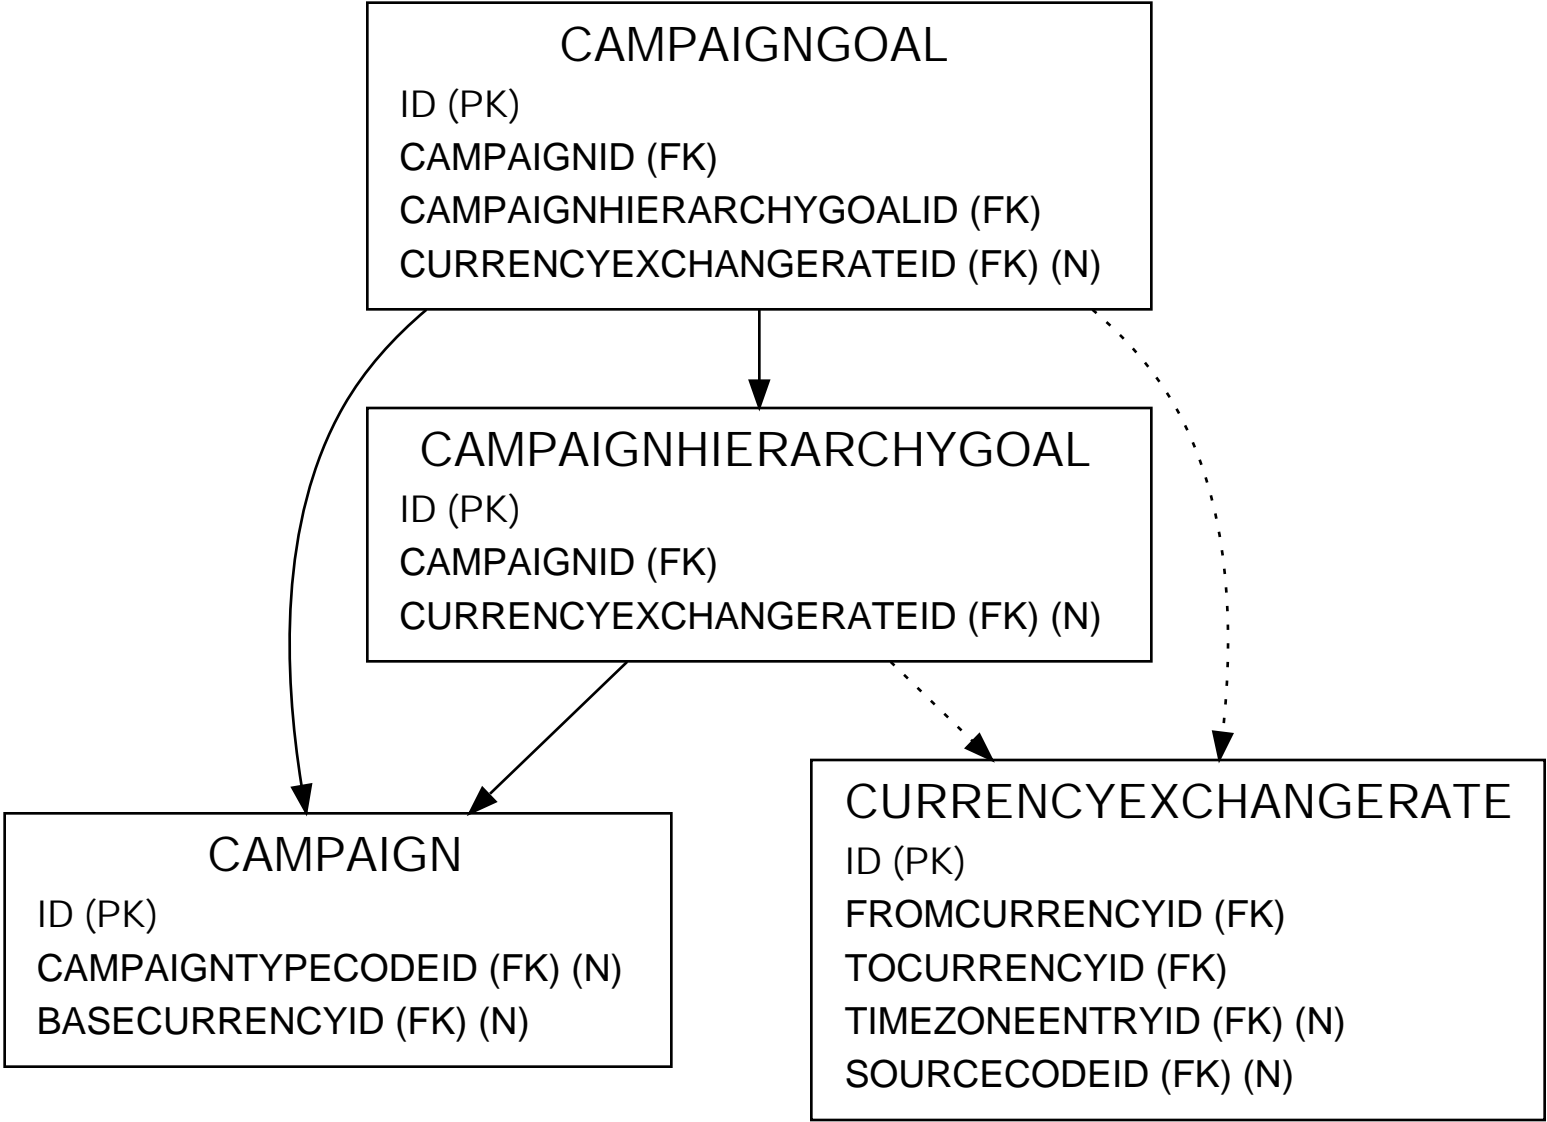 CAMPAIGNGOAL
ID (PK)
CAMPAIGNID (FK)
CAMPAIGNHIERARCHYGOALID (FK)
CURRENCYEXCHANGERATEID (FK) (N)
CAMPAIGNHIERARCHYGOAL
ID (PK)
CAMPAIGNID (FK)
CURRENCYEXCHANGERATEID (FK) (N)
CAMPAIGN
ID (PK)
CAMPAIGNTYPECODEID (FK) (N)
BASECURRENCYID (FK) (N)
CURRENCYEXCHANGERATE
ID (PK)
FROMCURRENCYID (FK)
TOCURRENCYID (FK)
TIMEZONEENTRYID (FK) (N)
SOURCECODEID (FK) (N)